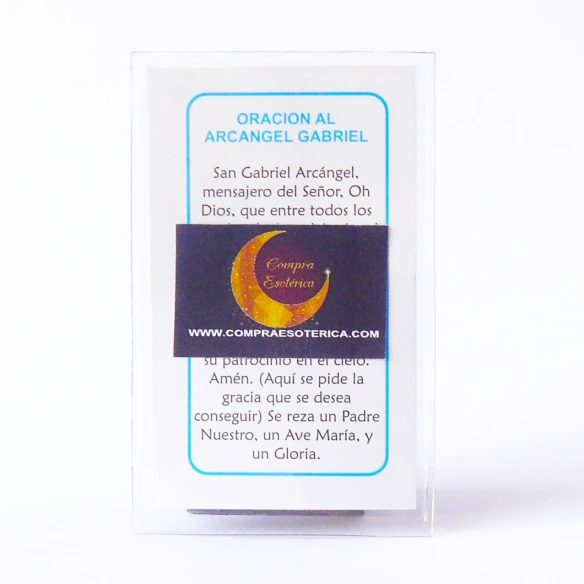 ORACION AL
ARCANGEL GABRIEL
San Gabriel Arcángel,
mensajero del Señor, Oh
Dios, que entre todos los
Compra
Esotérica
WWW.COMPRAESOTERICA.COM
su patrocinio en el cielo.
Amén. (Aquí se pide la
gracia que se desea
conseguir) Se reza un Padre
Nuestro, un Ave María, y
un Gloria.